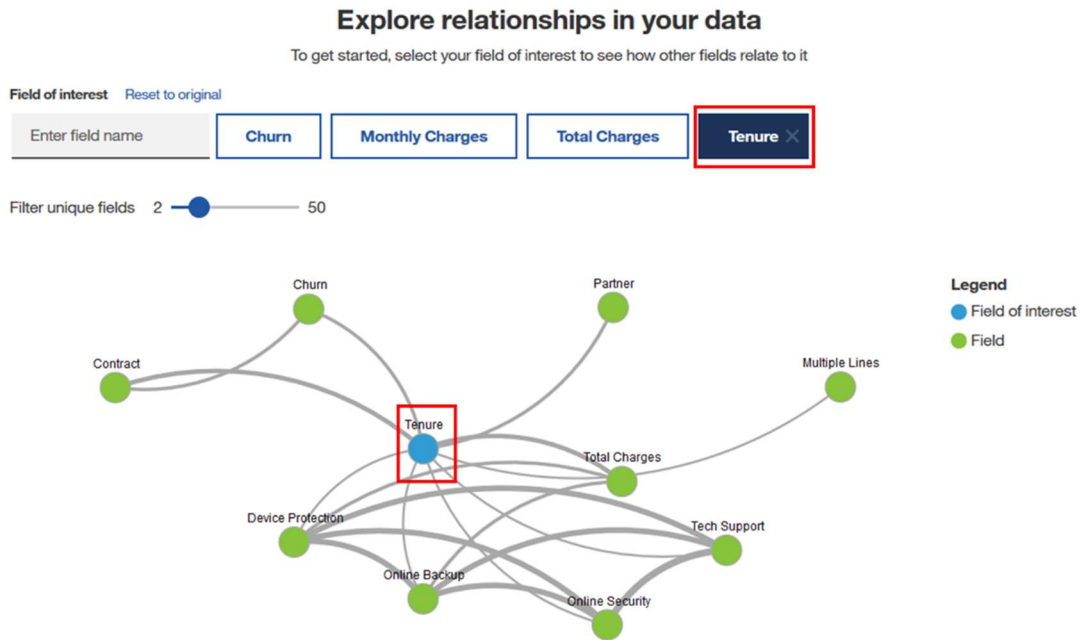 Explore relationships in your data
To get started, select your field of interest to see how other fields relate to it
Field of interest Reset to original
Enter field name Churn Monthly Charges Total Charges Tenure ×
Filter unique fields 2 50
Churn Partner Legend
Field of interest
Field
Contract Multiple Lines
Tenure
Total Charges
Device Protection Tech Support
Online Backup
Online Security